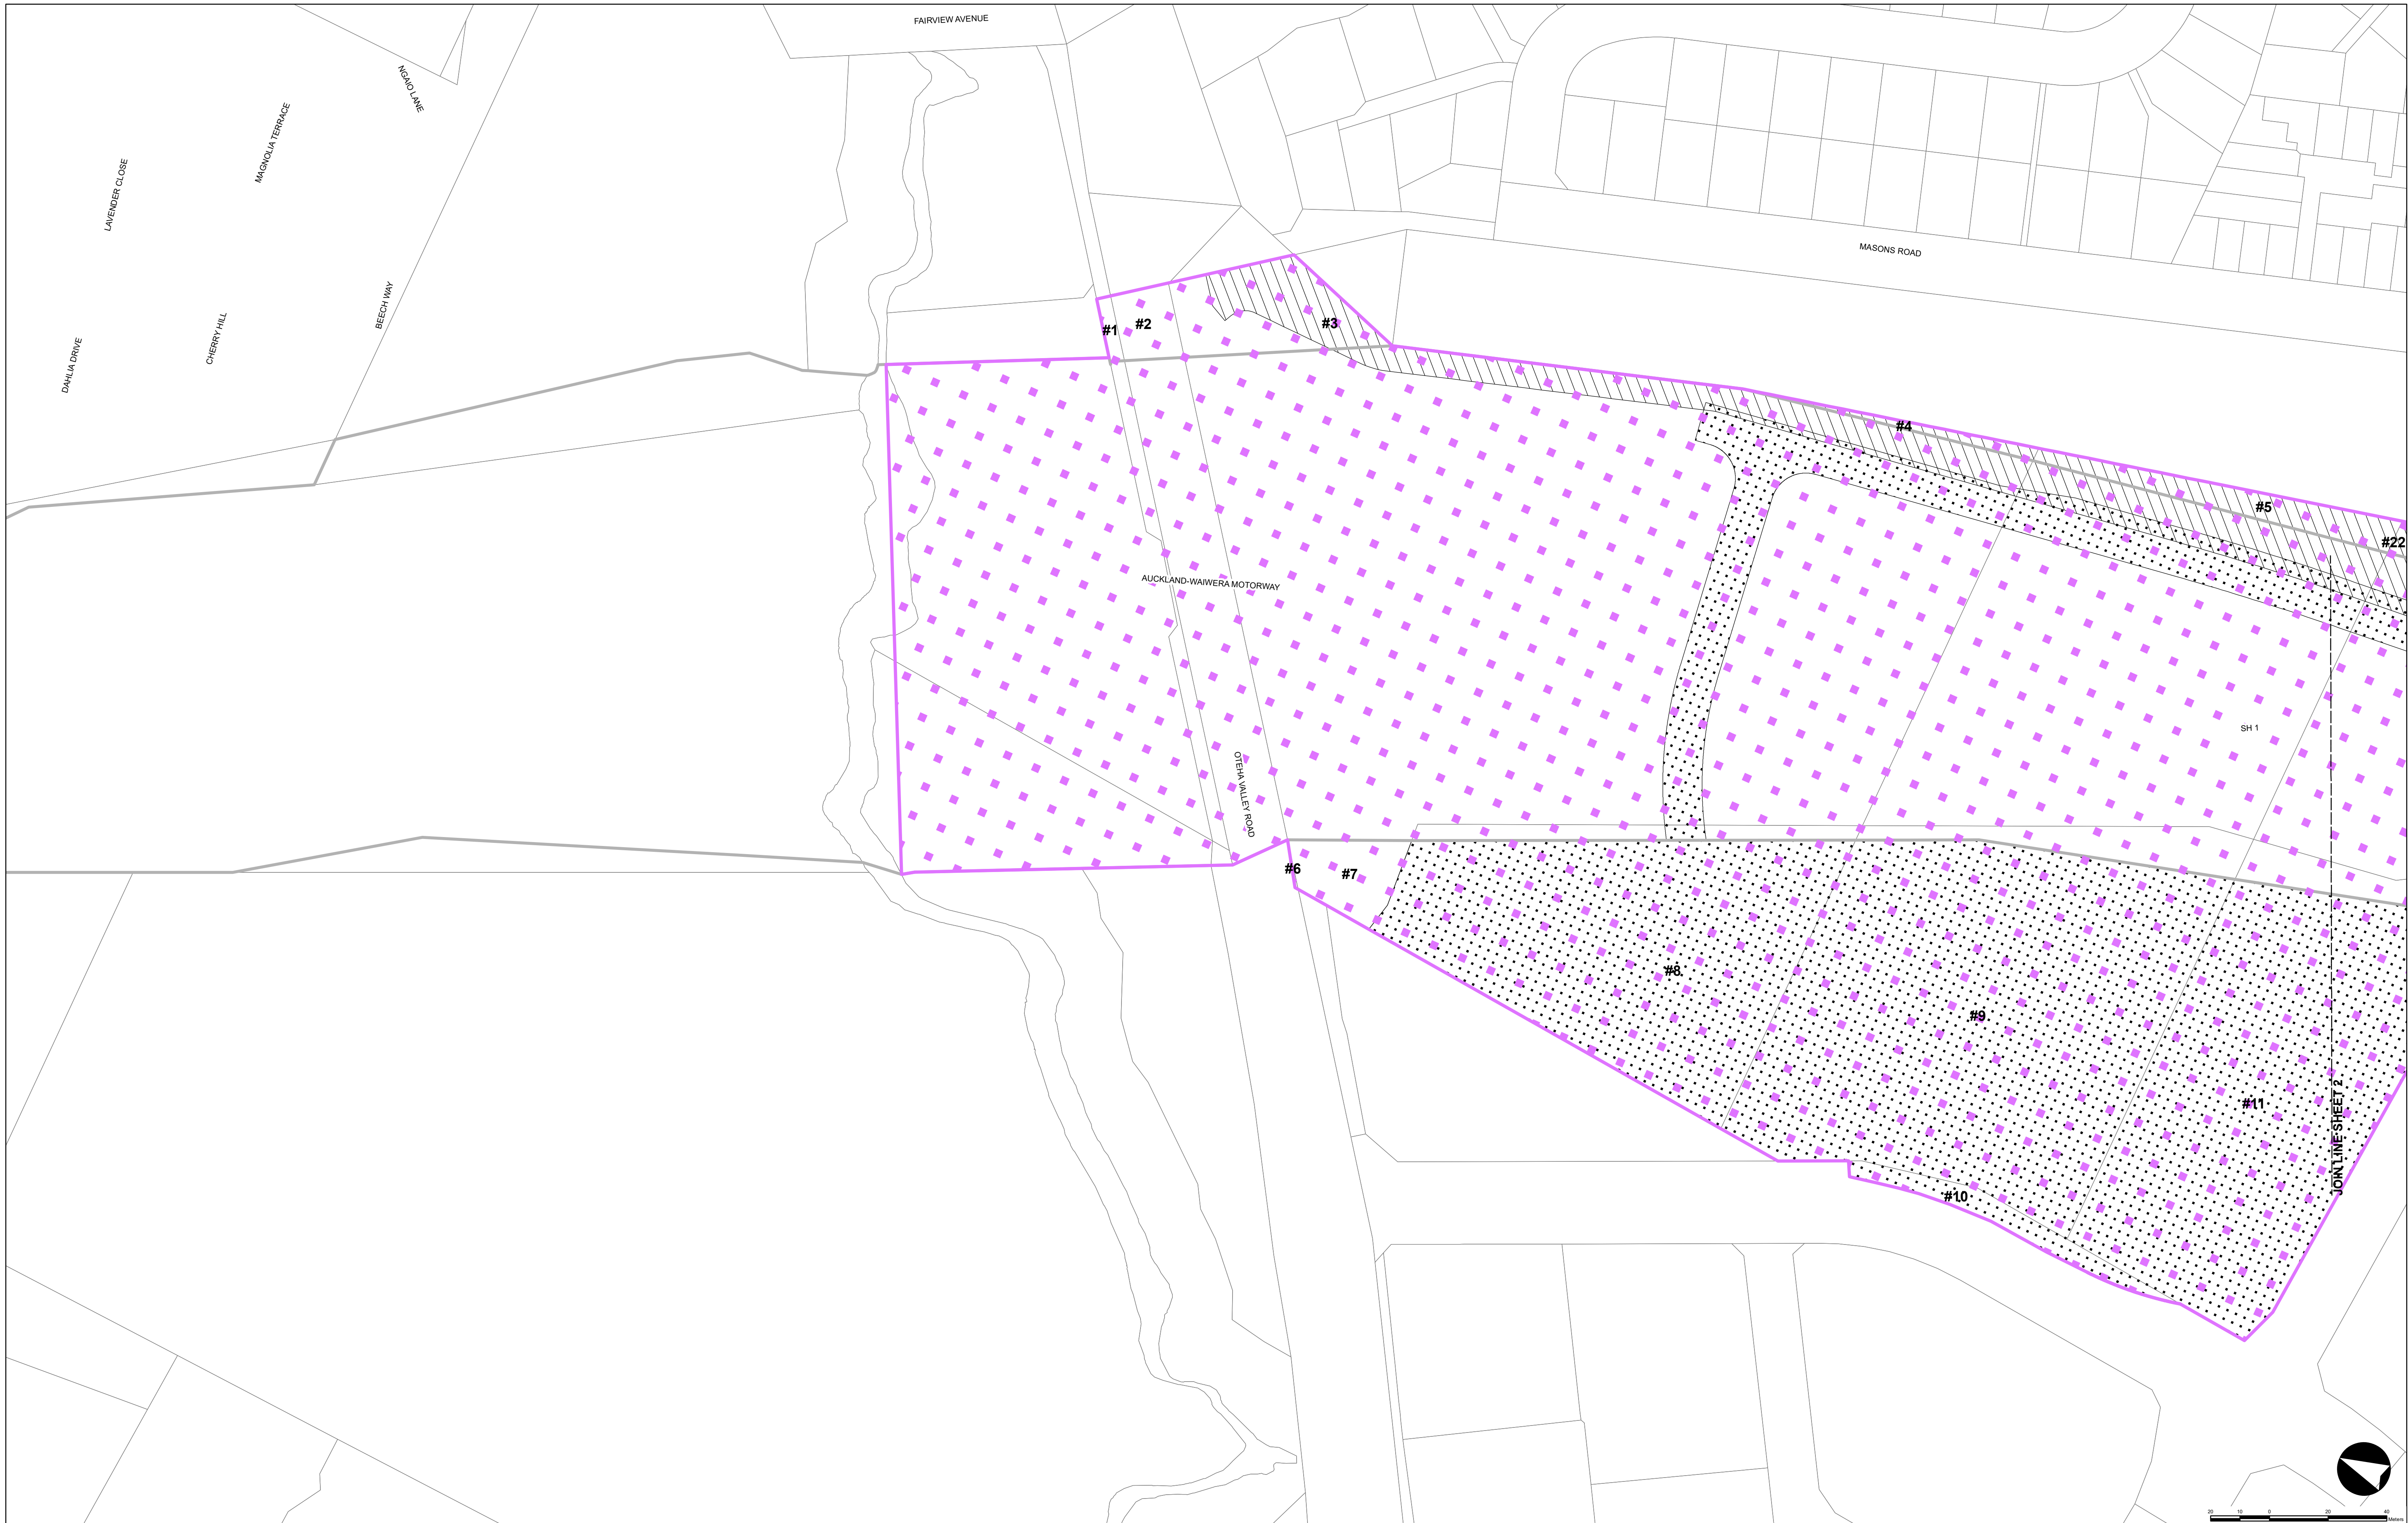 FAIRVIEW AVENUE
NGAIO LANE
MAGNOLIA TERRACE
LAVENDER CLOSE
MASONS ROAD
BEECH WAY
CHERRY HILL
DAHLIA DRIVE
#1
#2
#3
#4
#5
#22
AUCKLAND-WAIWERA MOTORWAY
SH 1
OTEHA VALLEY ROAD
#6
#7
#8
#9
#11
JOIN LINE SHEET 2
#10
20 10 0 20 40
Meters